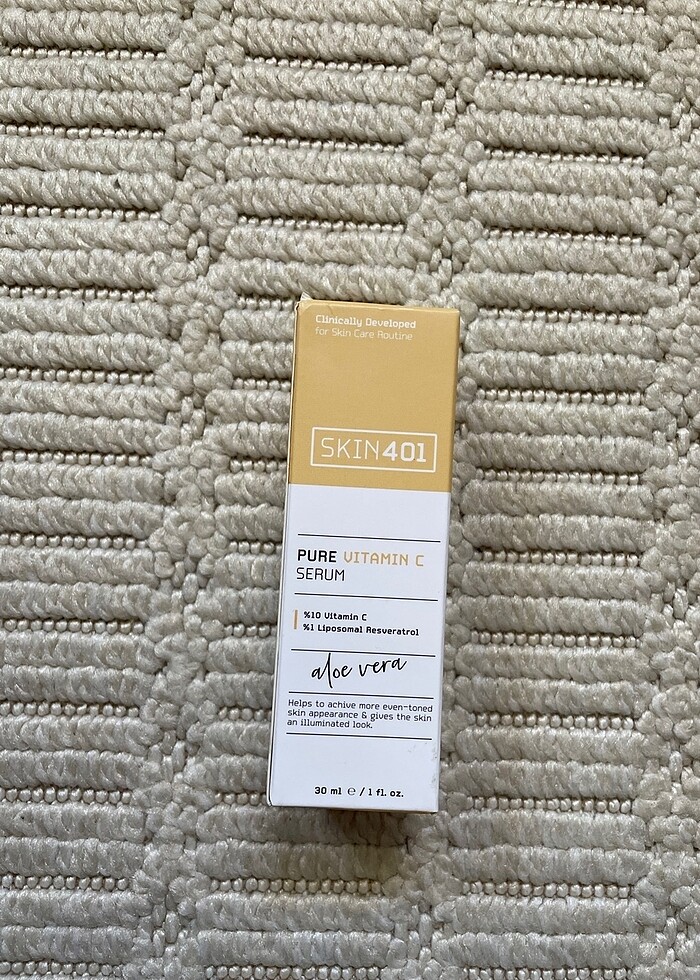 Clinically Developed
for Skin Care Routine
SKIN401
PURE VITAMIN C
SERUM
%10 Vitamin C
%1 Liposomal Resveratrol
aloe vera
Helps to achive more even-toned
skin appearance & gives the skin
an illuminated look.
30 ml ℮ / 1 fl. oz.